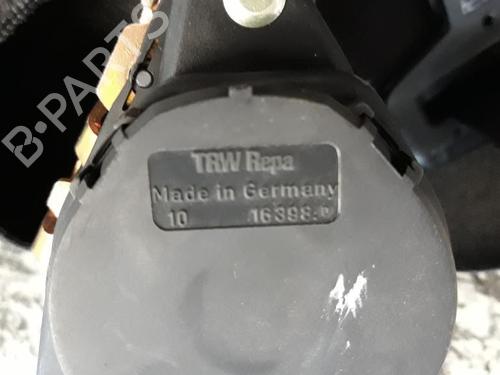 B-PARTS
TRW Repa
Made in Germany
10 16398.P